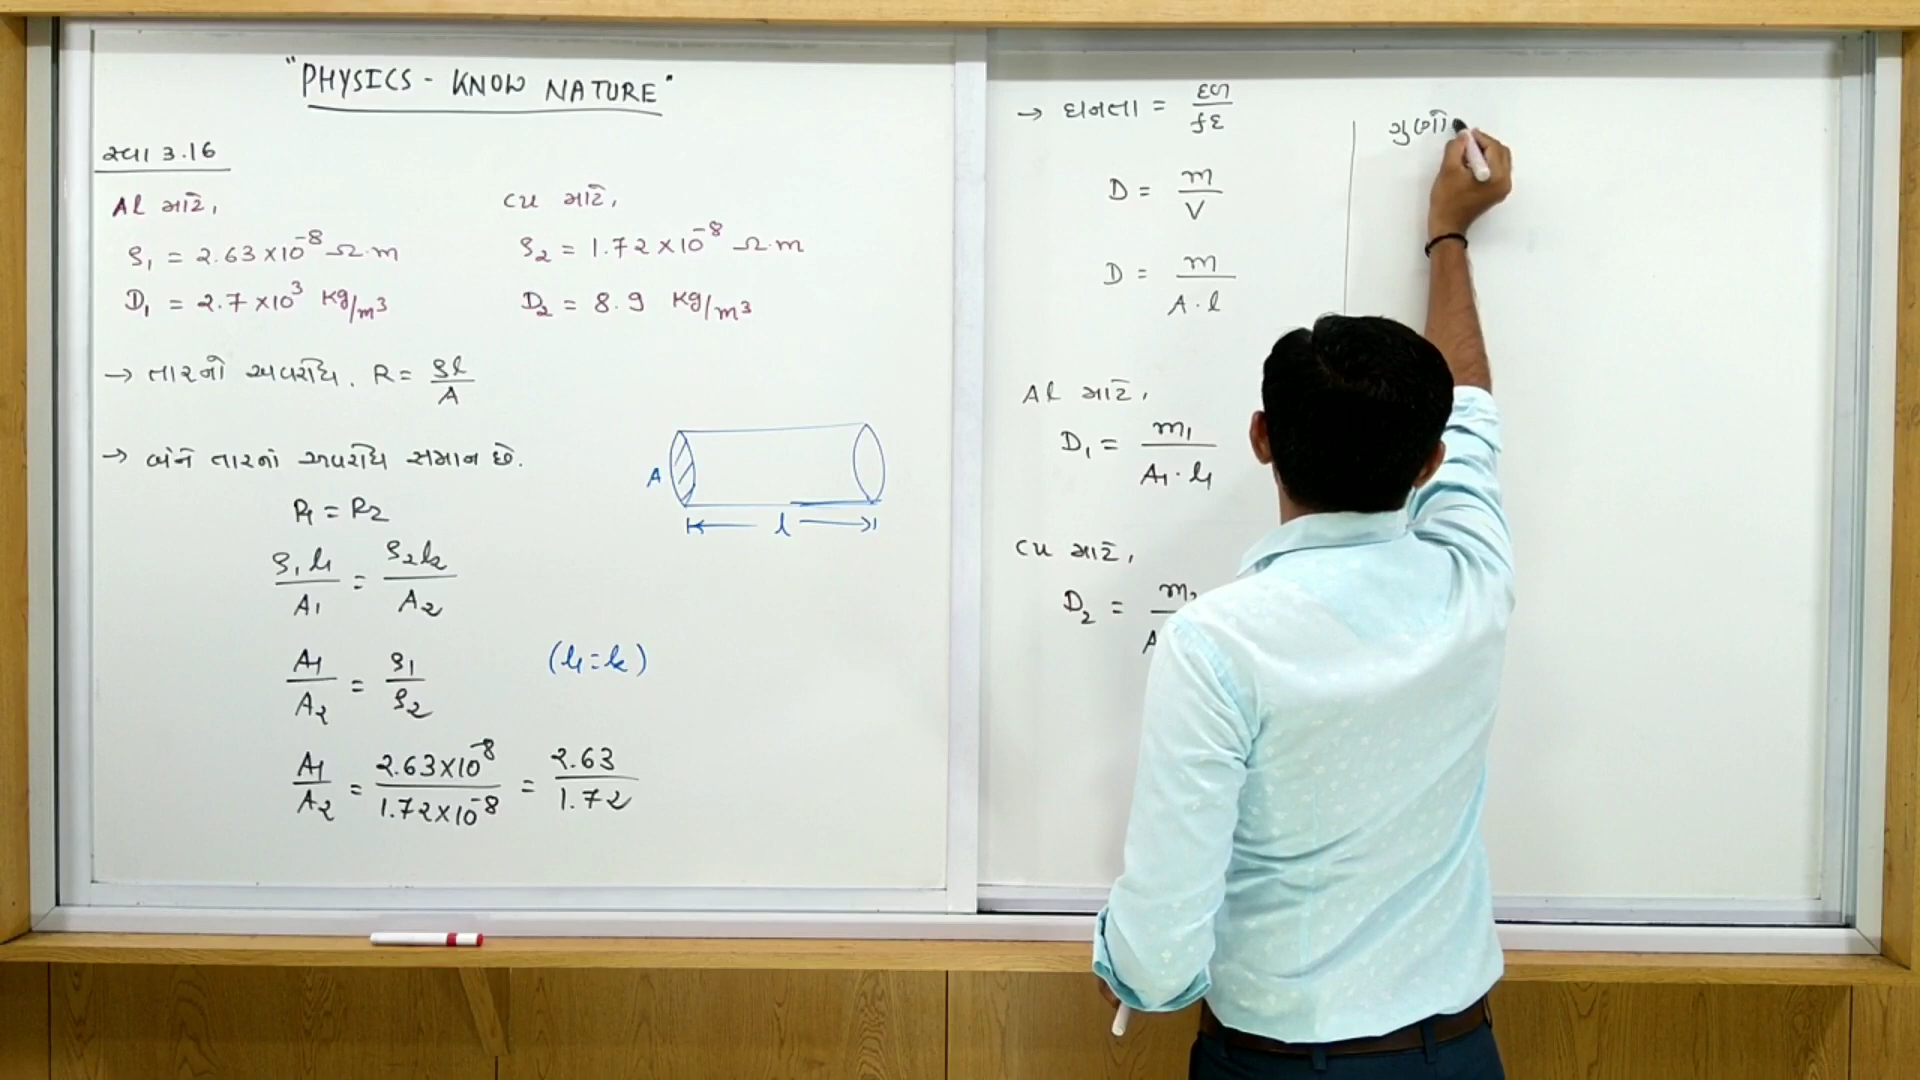 "PHYSICS - KNOW NATURE"
સ્વા 3.16
Al માટે,
ρ₁ = 2.63 × 10⁻⁸ Ω·m
D₁ = 2.7 × 10³ kg/m³
Cu માટે,
ρ₂ = 1.72 × 10⁻⁸ Ω·m
D₂ = 8.9 kg/m³
→ તારનો અવરોધ, R = ρl/A
→ બંને તારનાં અવરોધ સમાન છે.
R₁ = R₂
ρ₁l₁/A₁ = ρ₂l₂/A₂
A₁/A₂ = ρ₁/ρ₂ (l₁ = l₂)
A₁/A₂ = 2.63×10⁻⁸/1.72×10⁻⁸ = 2.63/1.72
A
l
→ ઘનતા = દળ/કદ
D = m/V
D = m/A·l
Al માટે,
D₁ = m₁/A₁·l₁
Cu માટે,
D₂ = m₂/A
ગુણો